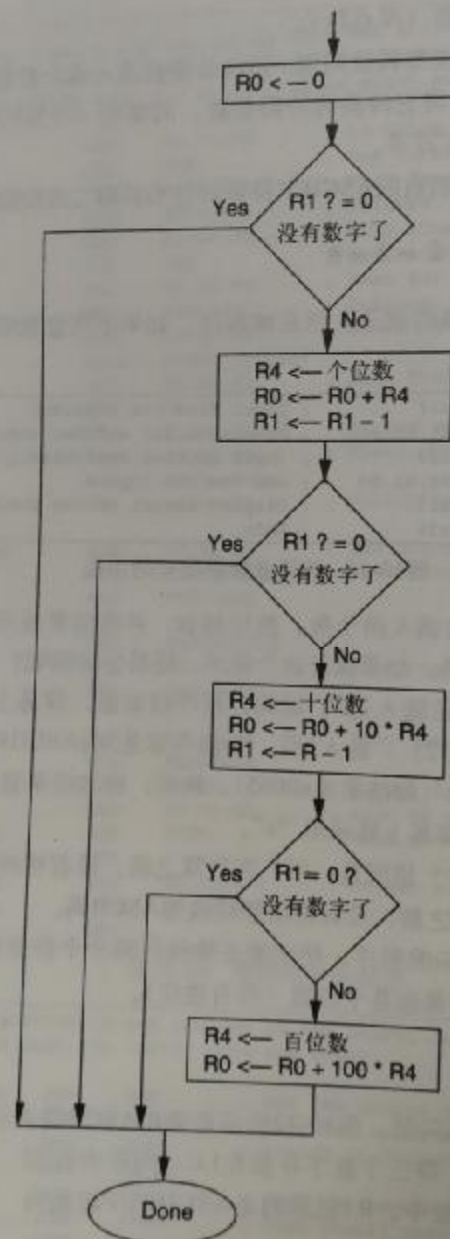 R0 <— 0
R1 ? = 0
没有数字了
Yes
No
R4 <— 个位数
R0 <— R0 + R4
R1 <— R1 – 1
R1 ? = 0
没有数字了
Yes
No
R4 <— 十位数
R0 <— R0 + 10 * R4
R1 <— R – 1
R1 = 0 ?
没有数字了
Yes
No
R4 <— 百位数
R0 <— R0 + 100 * R4
Done